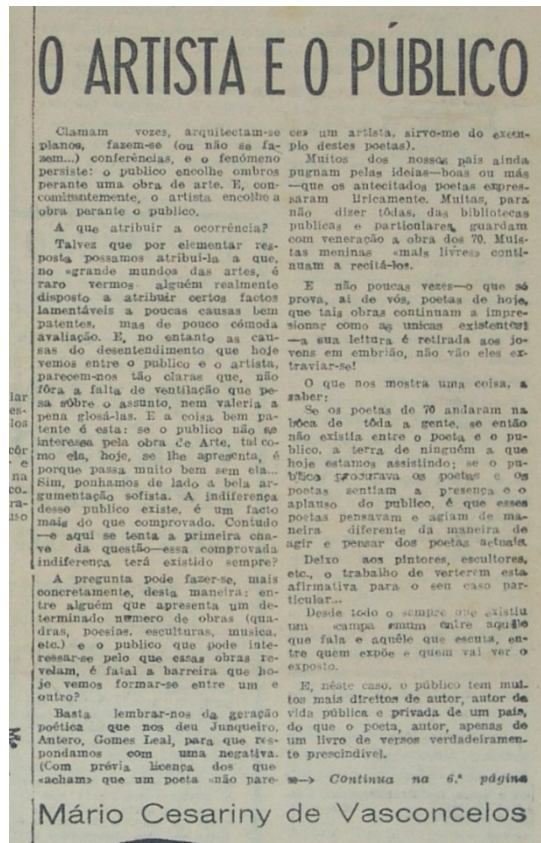 O ARTISTA E O PÚBLICO
Clamam vozes, arquitectam-se
planos, fazem-se (ou não se fa-
zem...) conferências, e o fenómeno
persiste: o publico encolhe ombros
perante uma obra de arte. E, con-
comitantemente, o artista encolhe a
obra perante o publico.
A que atribuir a ocorrência?
Talvez que por elementar res-
posta possamos atribui-la a que,
no «grande mundos das artes, é
raro vermos alguém realmente
disposto a atribuir certos factos
lamentáveis a poucas causas bem
patentes, mas de pouco cómoda
avaliação. E, no entanto as cau-
sas do desentendimento que hoje
vemos entre o publico e o artista,
parecem-nos tão claras que, não
fôra a falta de ventilação que pe-
sa sôbre o assunto, nem valeria a
pena glosá-las. E a coisa bem pa-
tente é esta: se o publico não se
interessa pela obra de Arte, tal co-
mo ela, hoje, se lhe apresenta, é
porque passa muito bem sem ela...
Sim, ponhamos de lado a bela ar-
gumentação sofista. A indiferença
desse publico existe, é um facto
mais do que comprovado. Contudo
—e aqui se tenta a primeira cha-
ve da questão—essa comprovada
indiferença terá existido sempre?
A pregunta pode fazer-se, mais
concretamente, desta maneira: en-
tre alguém que apresenta um de-
terminado numero de obras (qua-
dras, poesias, esculturas, musica,
etc.) e o publico que pode inte-
ressar-se pelo que essas obras re-
velam, é fatal a barreira que ho-
je vemos formar-se entre um e
outro?
Basta lembrar-nos da geração
poética que nos deu Junqueiro,
Antero, Gomes Leal, para que res-
pondamos com uma negativa.
(Com prévia licença dos que
«acham» que um poeta «não pare-
ce» um artista, sirvo-me do exem-
plo destes poetas).
Muitos dos nossos pais ainda
pugnam pelas ideias—boas ou más
—que os antecitados poetas expres-
saram liricamente. Muitas, para
não dizer tôdas, das bibliotecas
publicas e particulares, guardam
com veneração a obra dos 70. Mui-
tas meninas «mais livres» conti-
nuam a recitá-los.
E não poucas vezes—o que só
prova, ai de vós, poetas de hoje,
que tais obras continuam a impre-
sionar como as unicas existentes!
—a sua leitura é retirada aos jo-
vens em embrião, não vão eles ex-
traviar-se!
O que nos mostra uma coisa, a
saber:
Se os poetas de 70 andaram na
bôca de tôda a gente, se então
não existia entre o poeta e o pu-
blico, a terra de ninguém a que
hoje estamos assistindo; se o pu-
blico procurava os poetas e os
poetas sentiam a presença e o
aplauso do publico, é que esses
poetas pensavam e agiam de ma-
neira diferente da maneira de
agir e pensar dos poetas actuais.
Deixo aos pintores, escultores,
etc., o trabalho de verterem esta
afirmativa para o seu caso par-
ticular...
Desde todo o sempre que existiu
um campo entre aquêle
que fala e aquêle que escuta, en-
tre quem expõe e quem vai ver o
exposto.
E, nêste caso, o público tem mui-
tos mais direitos de autor, autor da
vida pública e privada de um país,
do que o poeta, autor, apenas de
um livro de versos verdadeiramen-
te prescindível.
Continua na 6.ª página
Mário Cesariny de Vasconcelos